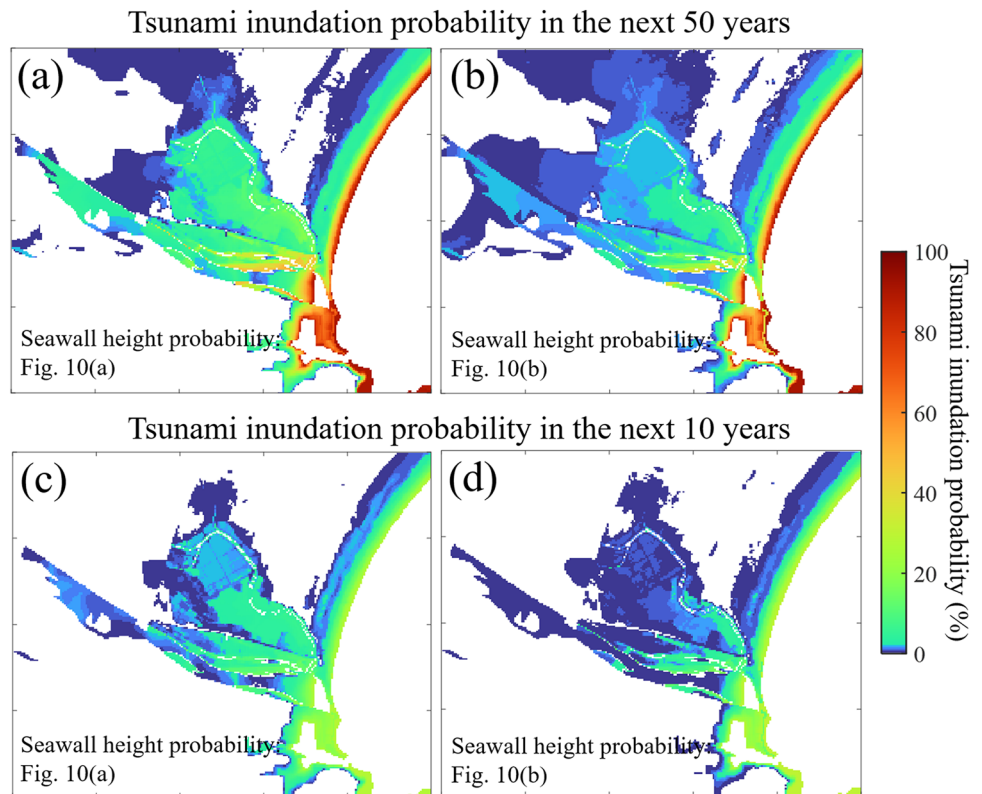 Tsunami inundation probability in the next 50 years
(a)
(b)
Seawall height probability:
Fig. 10(a)
Seawall height probability:
Fig. 10(b)
Tsunami inundation probability in the next 10 years
(c)
(d)
Seawall height probability:
Fig. 10(a)
Seawall height probability:
Fig. 10(b)
100
80
60
40
20
0
Tsunami inundation probability (%)